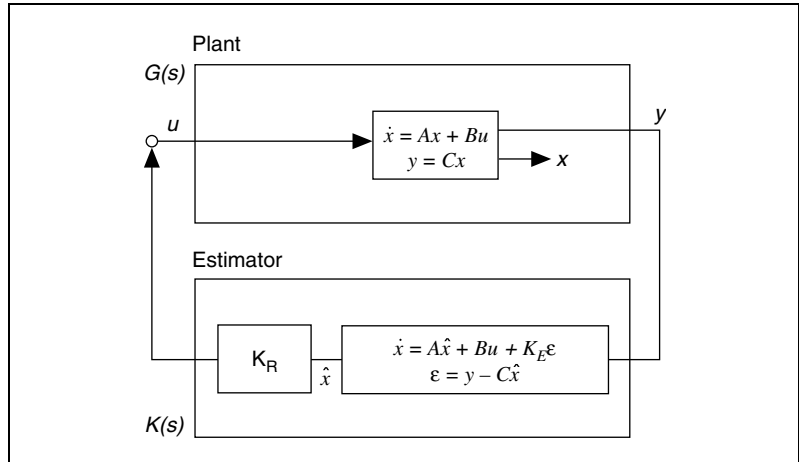 Plant
G(s)
u
y
ẋ = Ax + Bu
y = Cx
x
Estimator
K_R
x̂
ẋ = Ax̂ + Bu + K_Eε
ε = y – Cx̂
K(s)